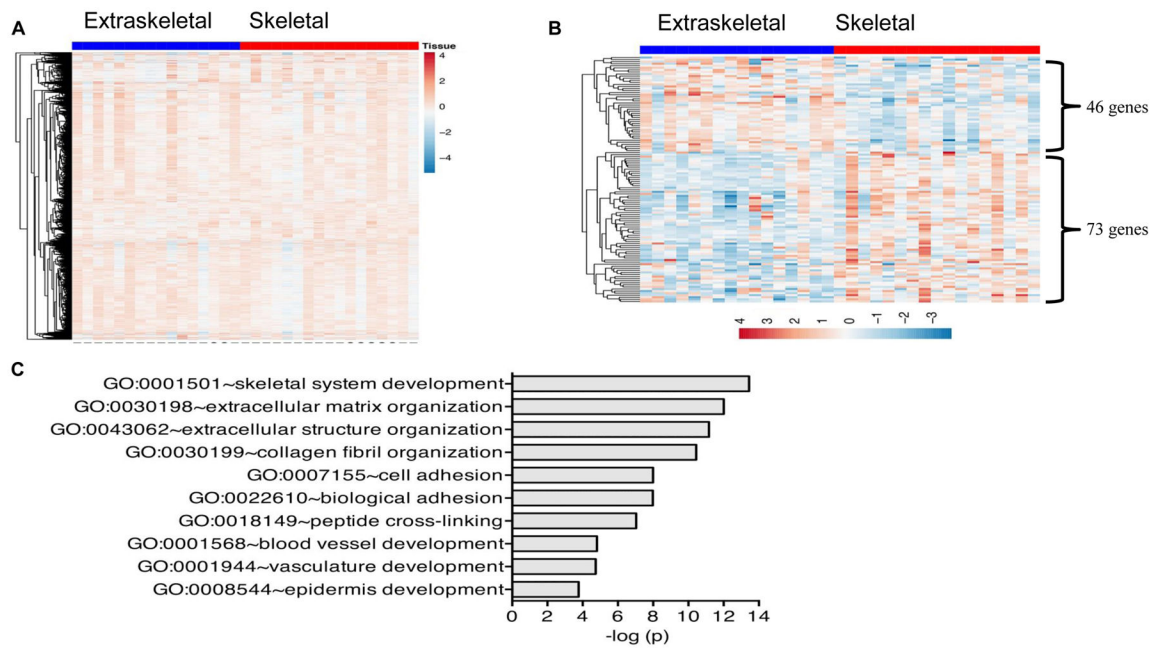 A
Extraskeletal Skeletal
Tissue
4
2
0
−2
−4
B
Extraskeletal Skeletal
46 genes
73 genes
4 3 2 1 0 -1 -2 -3
C
GO:0001501~skeletal system development
GO:0030198~extracellular matrix organization
GO:0043062~extracellular structure organization
GO:0030199~collagen fibril organization
GO:0007155~cell adhesion
GO:0022610~biological adhesion
GO:0018149~peptide cross-linking
GO:0001568~blood vessel development
GO:0001944~vasculature development
GO:0008544~epidermis development
0 2 4 6 8 10 12 14
-log (p)